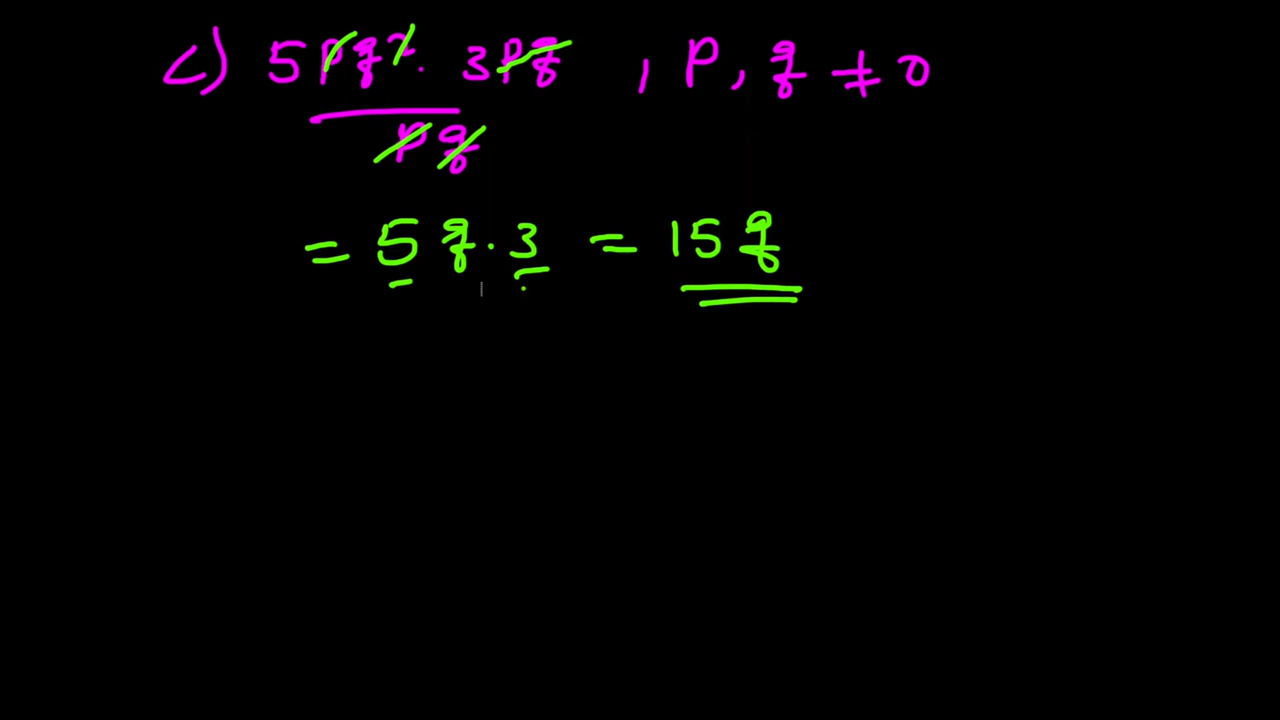 c) 5pq². 3pq , p, q ≠ 0
pq
= 5q · 3 = 15q